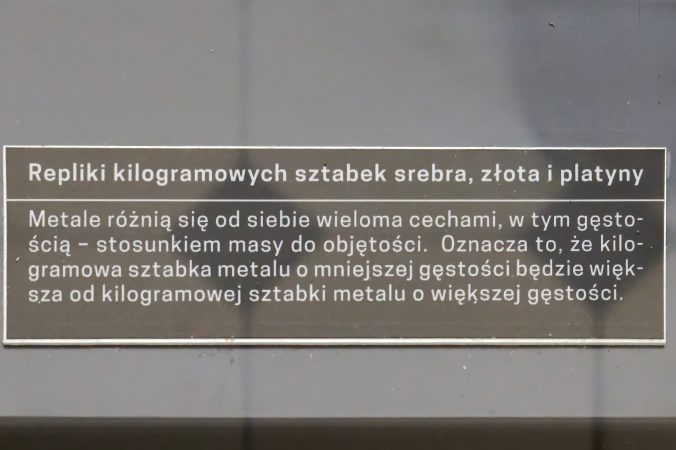 Repliki kilogramowych sztabek srebra, złota i platyny
Metale różnią się od siebie wieloma cechami, w tym gęsto-
ścią – stosunkiem masy do objętości. Oznacza to, że kilo-
gramowa sztabka metalu o mniejszej gęstości będzie więk-
sza od kilogramowej sztabki metalu o większej gęstości.